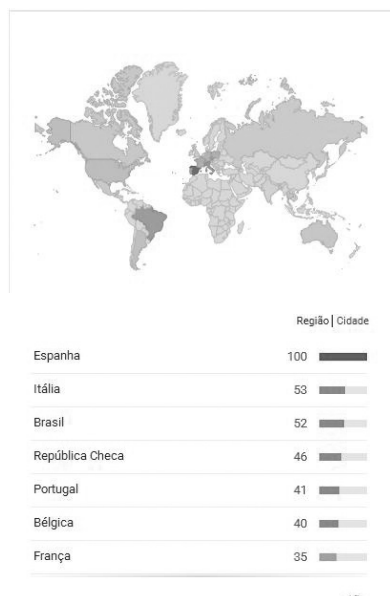 Região | Cidade
Espanha 100
Itália 53
Brasil 52
República Checa 46
Portugal 41
Bélgica 40
França 35